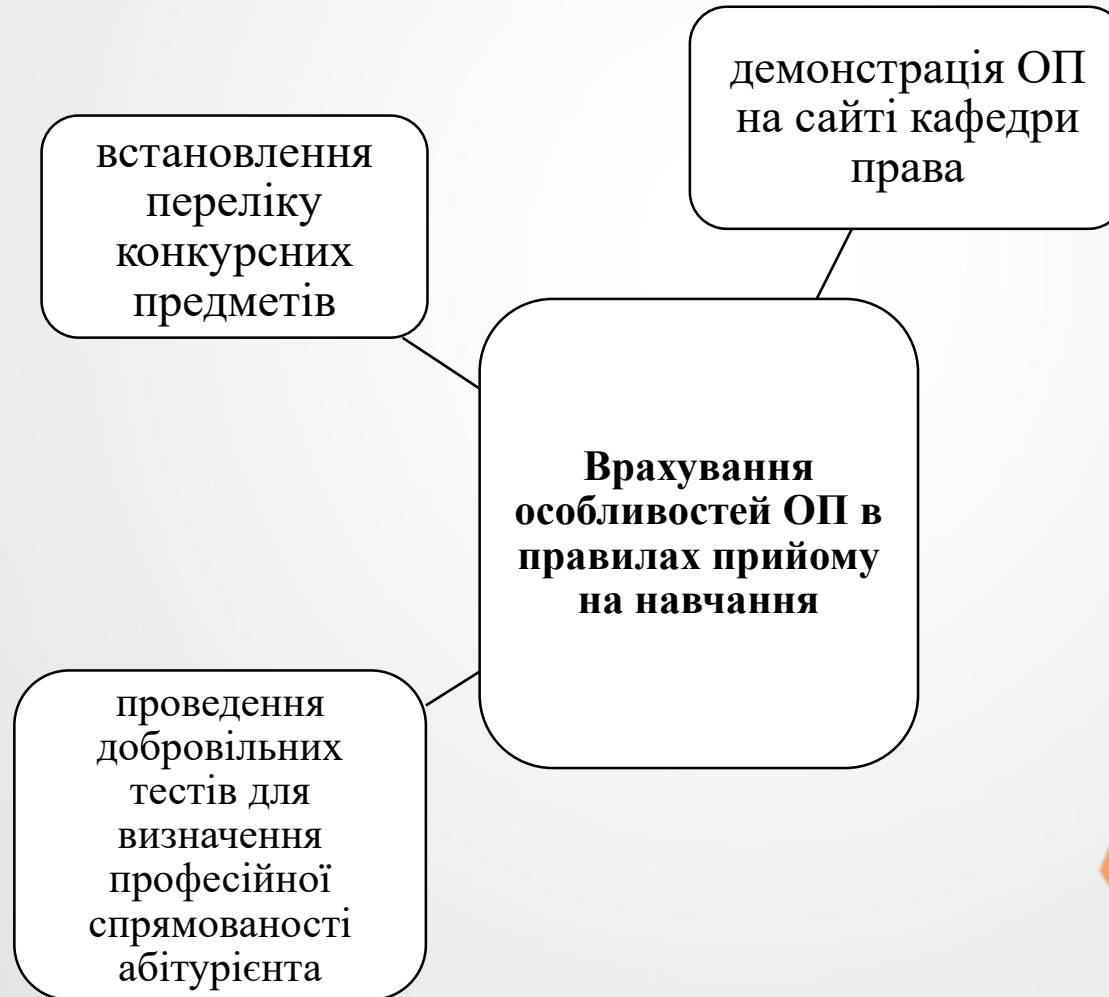 демонстрація ОП
на сайті кафедри
права
встановлення
переліку
конкурсних
предметів
Врахування
особливостей ОП в
правилах прийому
на навчання
проведення
добровільних
тестів для
визначення
професійної
спрямованості
абітурієнта